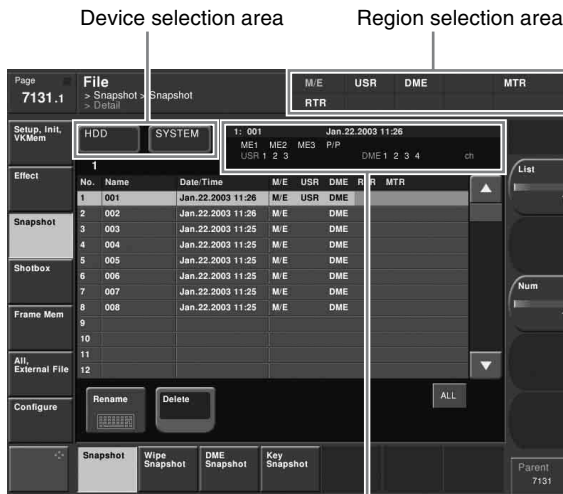 Device selection area
Region selection area
Page
7131.1
File
> Snapshot > Snapshot
> Detail
M/E USR DME MTR
RTR
Setup, Init,
VKMem
HDD SYSTEM
1: 001 Jan.22.2003 11:26
ME1 ME2 ME3 P/P
USR 1 2 3 DME 1 2 3 4 ch
1
Effect
List
No. Name Date/Time M/E USR DME RTR MTR
1 001 Jan.22.2003 11:26 M/E USR DME
2 002 Jan.22.2003 11:26 M/E DME
Snapshot
3 003 Jan.22.2003 11:25 M/E DME
4 004 Jan.22.2003 11:25 M/E DME
5 005 Jan.22.2003 11:25 M/E DME
Shotbox
6 006 Jan.22.2003 11:25 M/E DME
7 007 Jan.22.2003 11:25 M/E DME
Num
8 008 Jan.22.2003 11:25 M/E DME
Frame Mem
9
10
11
All,
External File
12
Configure
Rename
Delete
ALL
Snapshot
Wipe
Snapshot
DME
Snapshot
Key
Snapshot
Parent
7131